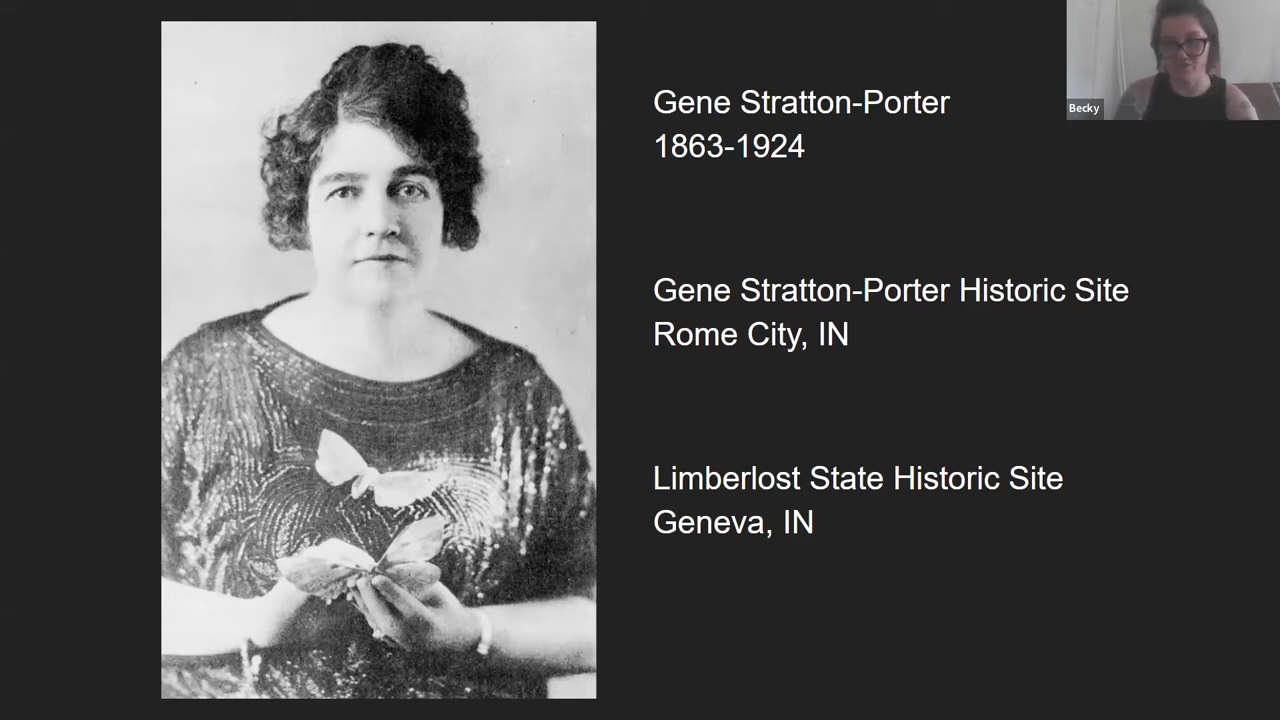 Gene Stratton-Porter
1863-1924
Becky
Gene Stratton-Porter Historic Site
Rome City, IN
Limberlost State Historic Site
Geneva, IN